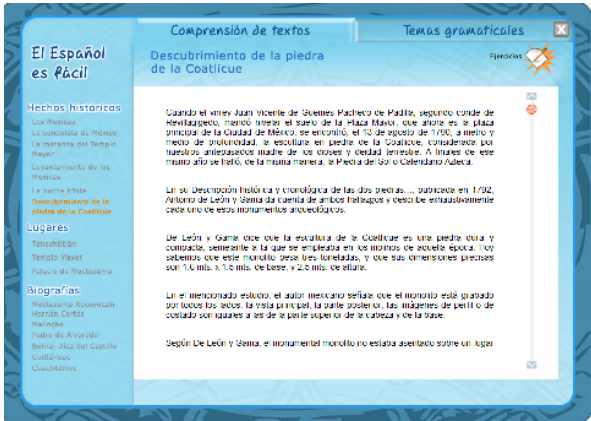 Comprensión de textos
Temas gramaticales
X
El Español
es fácil
Descubrimiento de la piedra
de la Coatlicue
Ejercicios
Hechos históricos
Los Mexicas
La conquista de México
La matanza del Templo
Mayor
Levantamiento de los
Mexicas
La noche triste
Descubrimiento de la
piedra de la Coatlicue
Lugares
Tenochtitlán
Templo Mayor
Palacio de Moctezuma
Biografías
Moctezuma Xocoyotzin
Hernán Cortés
Malinche
Pedro de Alvarado
Bernal Díaz del Castillo
Cuitláhuac
Cuauhtémoc
Cuando el virrey Juan Vicente de Güemes Pacheco de Padilla, segundo conde de
Revillagigedo, mandó nivelar el suelo de la Plaza Mayor, que ahora es la plaza
principal de la Ciudad de México, se encontró, el 13 de agosto de 1790, a metro y
medio de profundidad, la escultura en piedra de la Coatlicue, considerada por
nuestros antepasados madre de los dioses y deidad terrestre. A finales de ese
mismo año se halló, de la misma manera, la Piedra del Sol o Calendario Azteca.
En su Descripción histórica y cronológica de las dos piedras..., publicada en 1792,
Antonio de León y Gama da cuenta de ambos hallazgos y describe exhaustivamente
cada uno de esos monumentos arqueológicos.
De León y Gama dice que la escultura de la Coatlicue es una piedra dura y
compacta, semejante a la que se empleaba en los molinos de aquella época. Hoy
sabemos que este monolito pesa tres toneladas, y que sus dimensiones precisas
son 1.6 mts. x 1.5 mts. de base, y 2.5 mts. de altura.
En el mencionado estudio, el autor mexicano señala que el monolito está grabado
por todos los lados: la vista principal, la parte posterior, las imágenes de perfil o de
costado son iguales a las de la parte superior de la cabeza y de la base.
Según De León y Gama, el monumental monolito no estaba asentado sobre un lugar